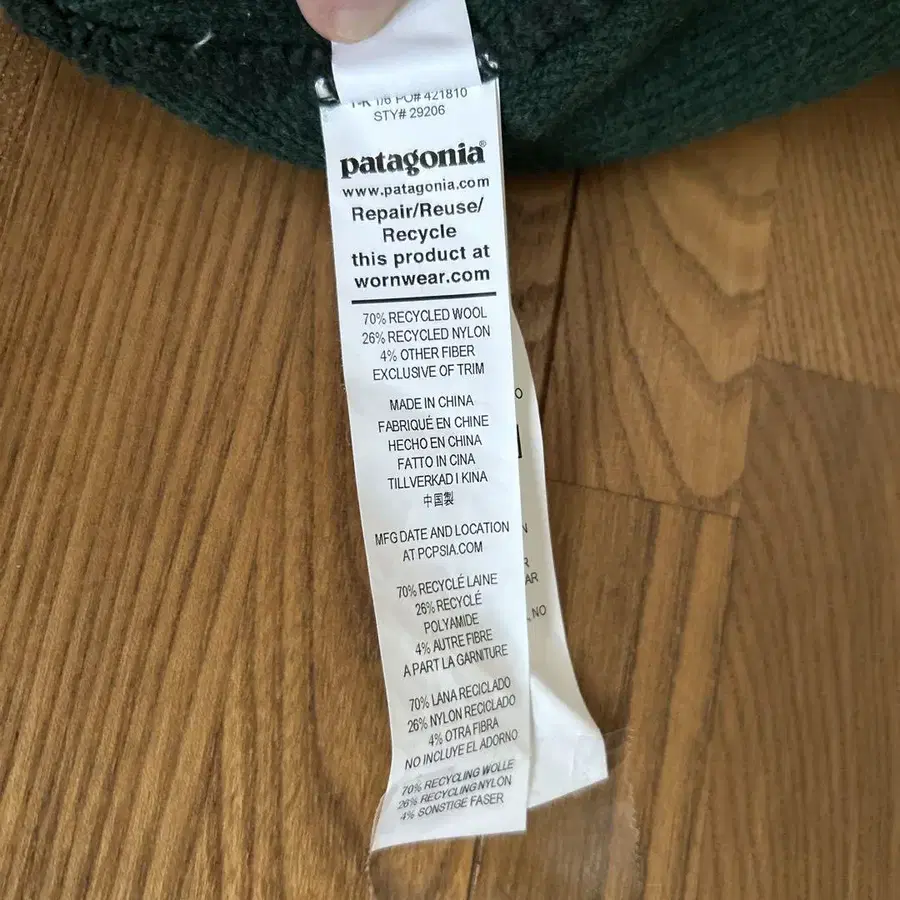 1/6 PO# 421810
STY# 29206
patagonia®
www.patagonia.com
Repair/Reuse/
Recycle
this product at
wornwear.com
70% RECYCLED WOOL
26% RECYCLED NYLON
4% OTHER FIBER
EXCLUSIVE OF TRIM
MADE IN CHINA
FABRIQUÉ EN CHINE
HECHO EN CHINA
FATTO IN CINA
TILLVERKAD I KINA
中国製
MFG DATE AND LOCATION
AT PCPSIA.COM
70% RECYCLÉ LAINE
26% RECYCLÉ
POLYAMIDE
4% AUTRE FIBRE
A PART LA GARNITURE
70% LANA RECICLADO
26% NYLON RECICLADO
4% OTRA FIBRA
NO INCLUYE EL ADORNO
70% RECYCLING WOLLE
26% RECYCLING NYLON
4% SONSTIGE FASER
NO